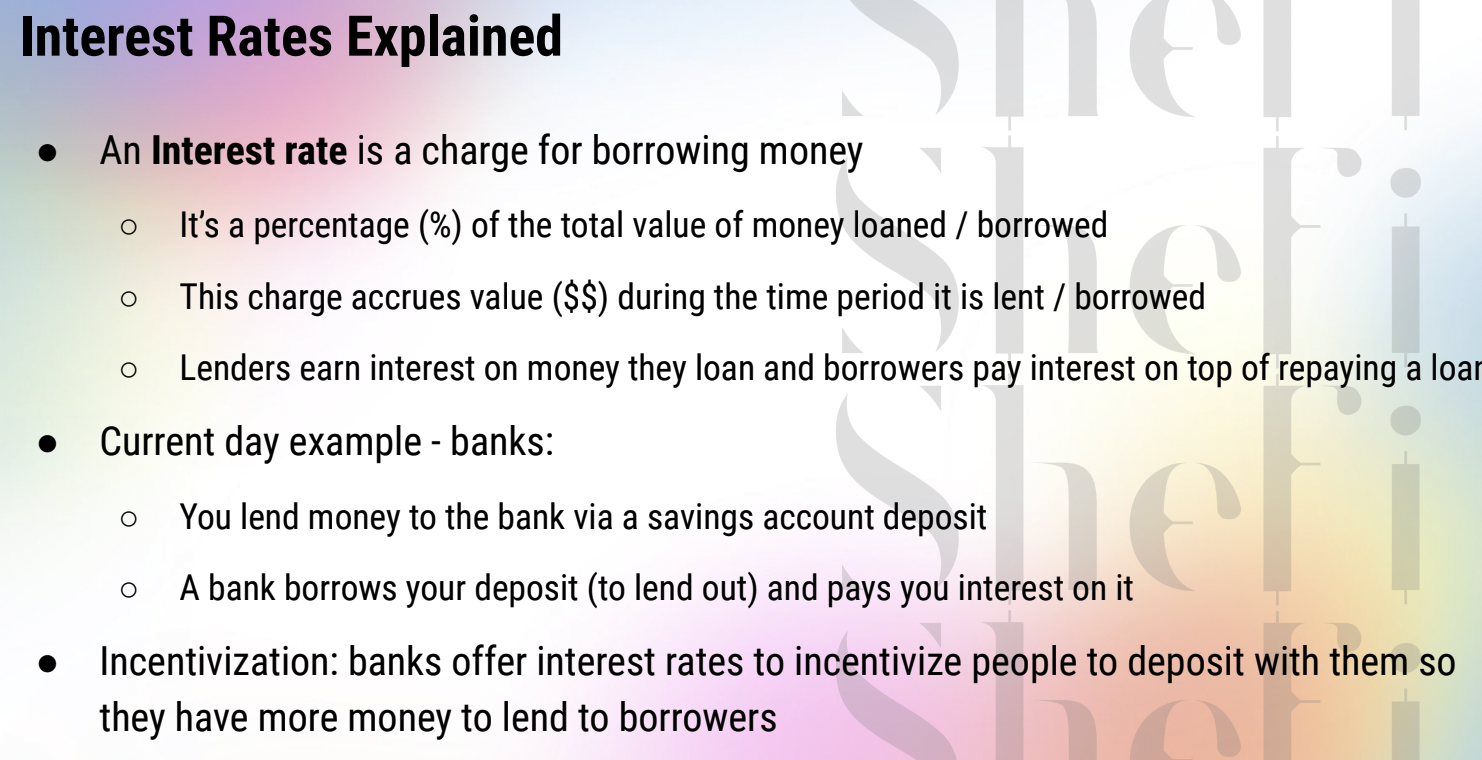 Interest Rates Explained
● An Interest rate is a charge for borrowing money
○ It’s a percentage (%) of the total value of money loaned / borrowed
○ This charge accrues value ($$) during the time period it is lent / borrowed
○ Lenders earn interest on money they loan and borrowers pay interest on top of repaying a loan
● Current day example - banks:
○ You lend money to the bank via a savings account deposit
○ A bank borrows your deposit (to lend out) and pays you interest on it
● Incentivization: banks offer interest rates to incentivize people to deposit with them so
they have more money to lend to borrowers
SheFi
SheFi
SheFi
SheFi